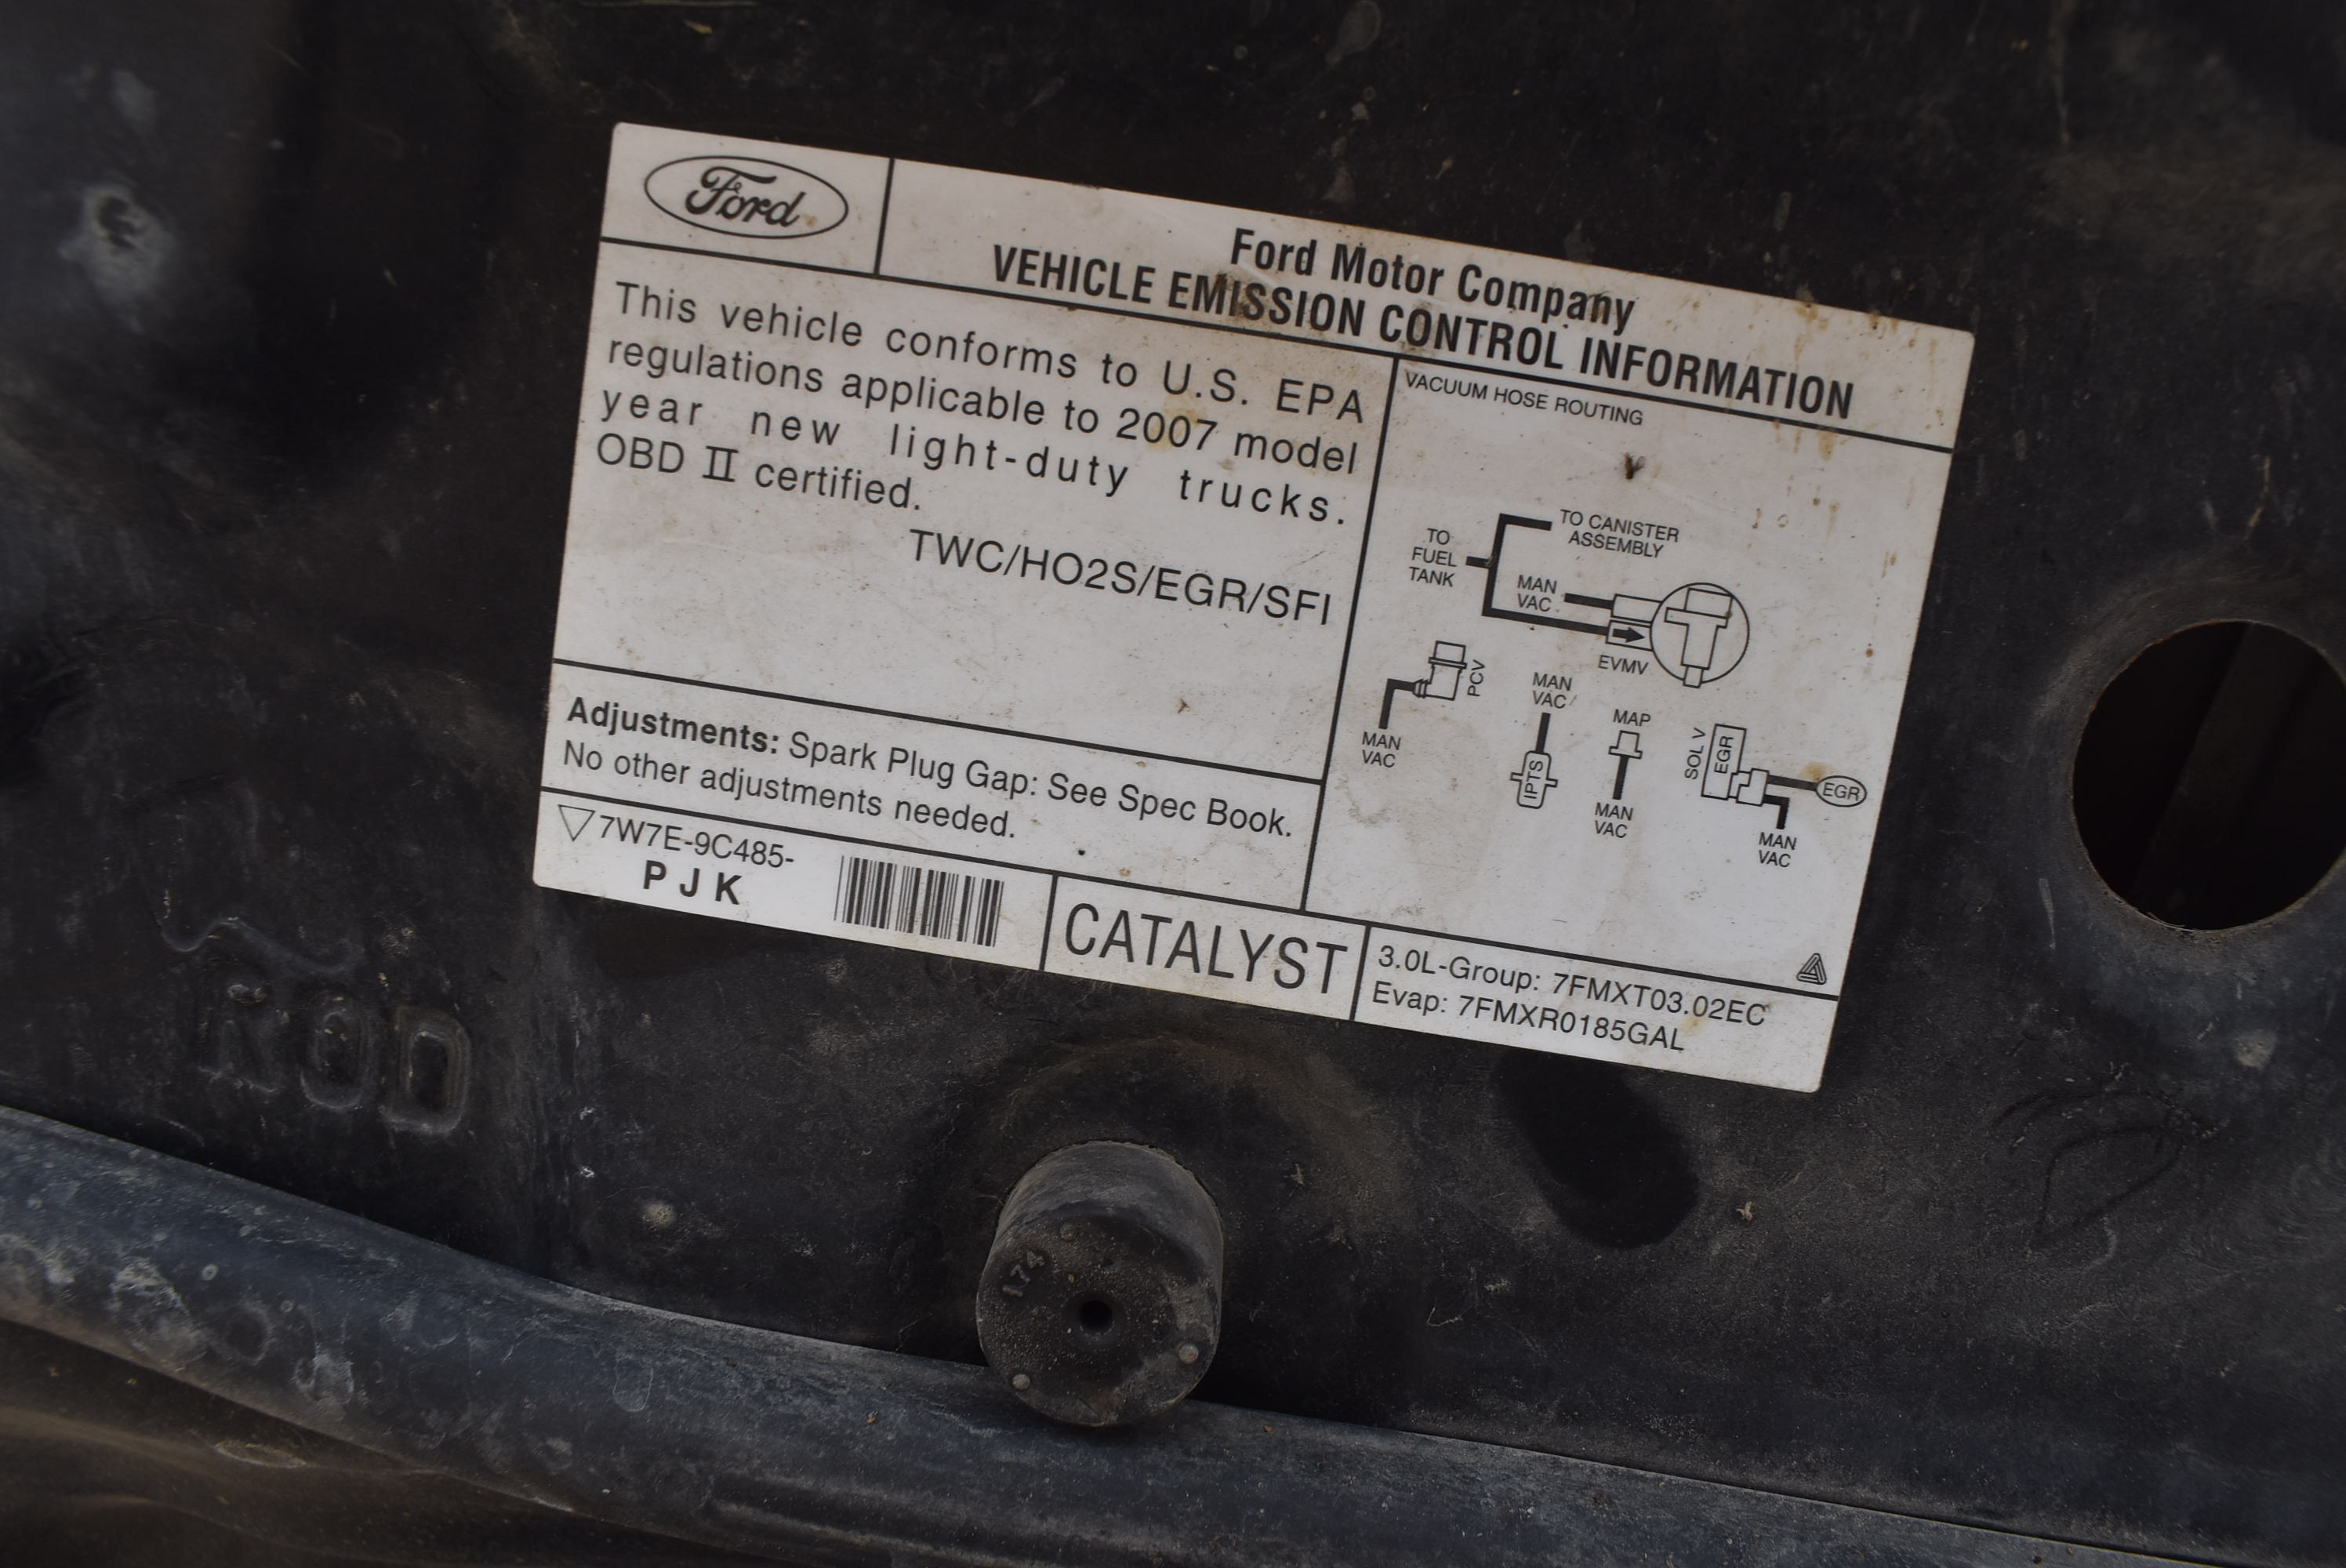 Ford
Ford Motor Company
VEHICLE EMISSION CONTROL INFORMATION
This vehicle conforms to U.S. EPA
regulations applicable to 2007 model
year new light-duty trucks.
OBD II certified.
TWC/HO2S/EGR/SFI
Adjustments: Spark Plug Gap: See Spec Book.
No other adjustments needed.
7W7E-9C485-
P J K
CATALYST
VACUUM HOSE ROUTING
TO CANISTER
ASSEMBLY
TO
FUEL
TANK
MAN
VAC
EVMV
PCV
MAN
VAC
MAN
VAC
IPTS
MAP
MAN
VAC
SOL V
EGR
EGR
MAN
VAC
3.0L-Group: 7FMXT03.02EC
Evap: 7FMXR0185GAL
ROD
174